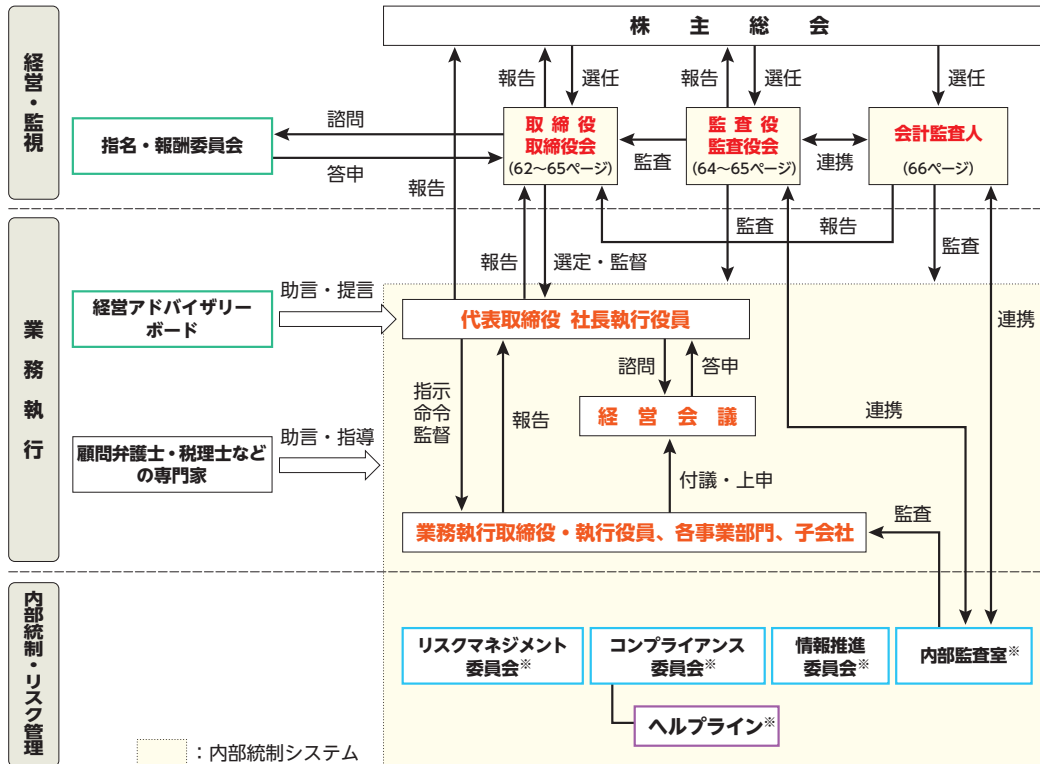 株主総会
経営・監視
報告
選任
報告
選任
選任
諮問
指名・報酬委員会
答申
報告
取締役
取締役会
(62〜65ページ)
監査
監査役
監査役会
(64〜65ページ)
連携
会計監査人
(66ページ)
業務執行
報告
選定・監督
監査
報告
監査
連携
経営アドバイザリー
ボード
助言・提言
代表取締役 社長執行役員
指示
命令
監督
報告
諮問
答申
経営会議
連携
顧問弁護士・税理士など
の専門家
助言・指導
付議・上申
業務執行取締役・執行役員、各事業部門、子会社
監査
内部統制・リスク管理
リスクマネジメント
委員会※
コンプライアンス
委員会※
情報推進
委員会※
内部監査室※
ヘルプライン※
：内部統制システム